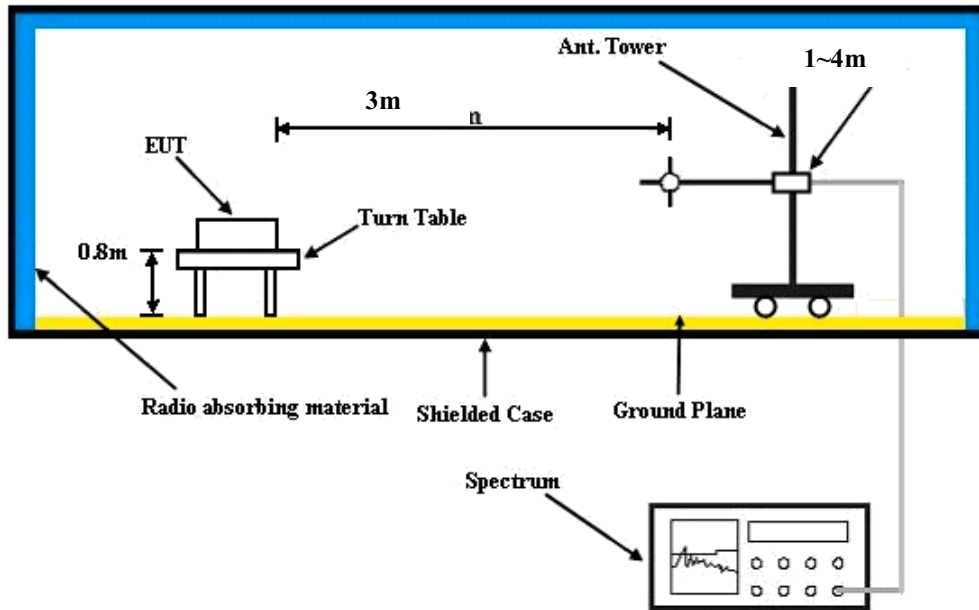 Ant. Tower
1~4m
3m
n
EUT
Turn Table
0.8m
Radio absorbing material
Shielded Case
Ground Plane
Spectrum